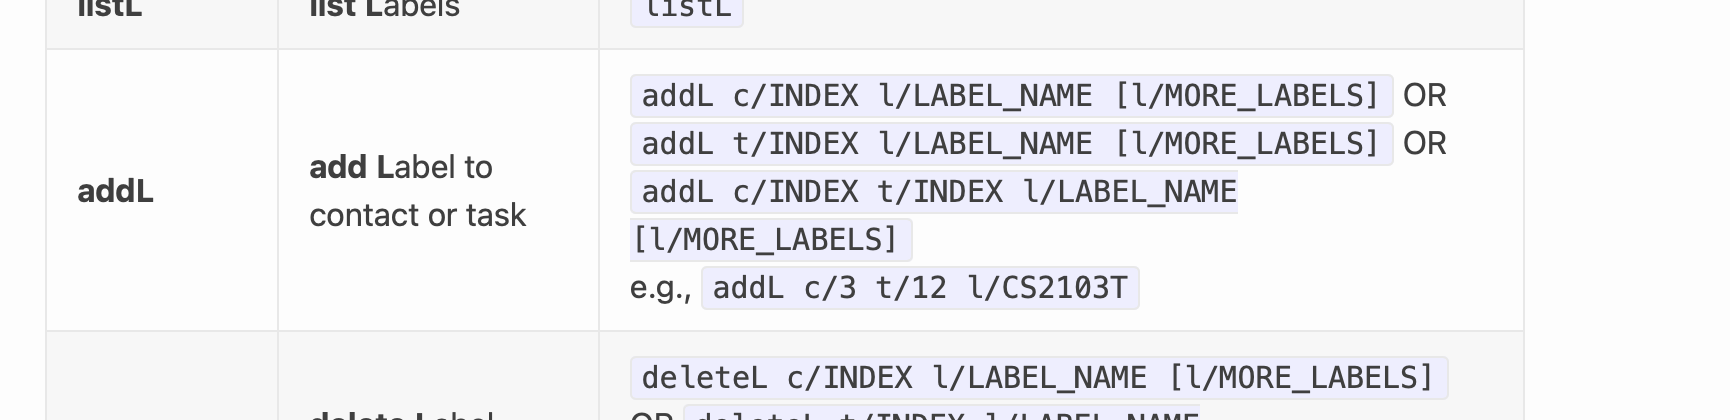 listL
list Labels
listL
addL
add Label to
contact or task
addL c/INDEX l/LABEL_NAME [l/MORE_LABELS] OR
addL t/INDEX l/LABEL_NAME [l/MORE_LABELS] OR
addL c/INDEX t/INDEX l/LABEL_NAME
[l/MORE_LABELS]
e.g., addL c/3 t/12 l/CS2103T
delete Label
deleteL c/INDEX l/LABEL_NAME [l/MORE_LABELS]
OR deleteL t/INDEX l/LABEL_NAME